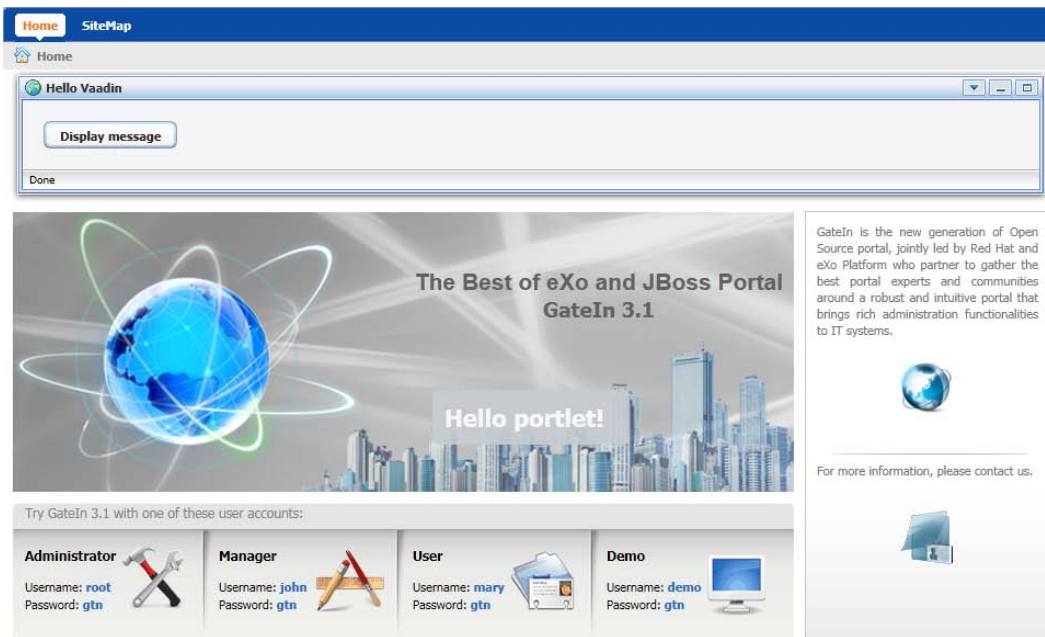 Home SiteMap
Home
Hello Vaadin
Display message
Done
The Best of eXo and JBoss Portal
GateIn 3.1
Hello portlet!
GateIn is the new generation of Open
Source portal, jointly led by Red Hat and
eXo Platform who partner to gather the
best portal experts and communities
around a robust and intuitive portal that
brings rich administration functionalities
to IT systems.
For more information, please contact us.
Try GateIn 3.1 with one of these user accounts:
Administrator
Username: root
Password: gtn
Manager
Username: john
Password: gtn
User
Username: mary
Password: gtn
Demo
Username: demo
Password: gtn